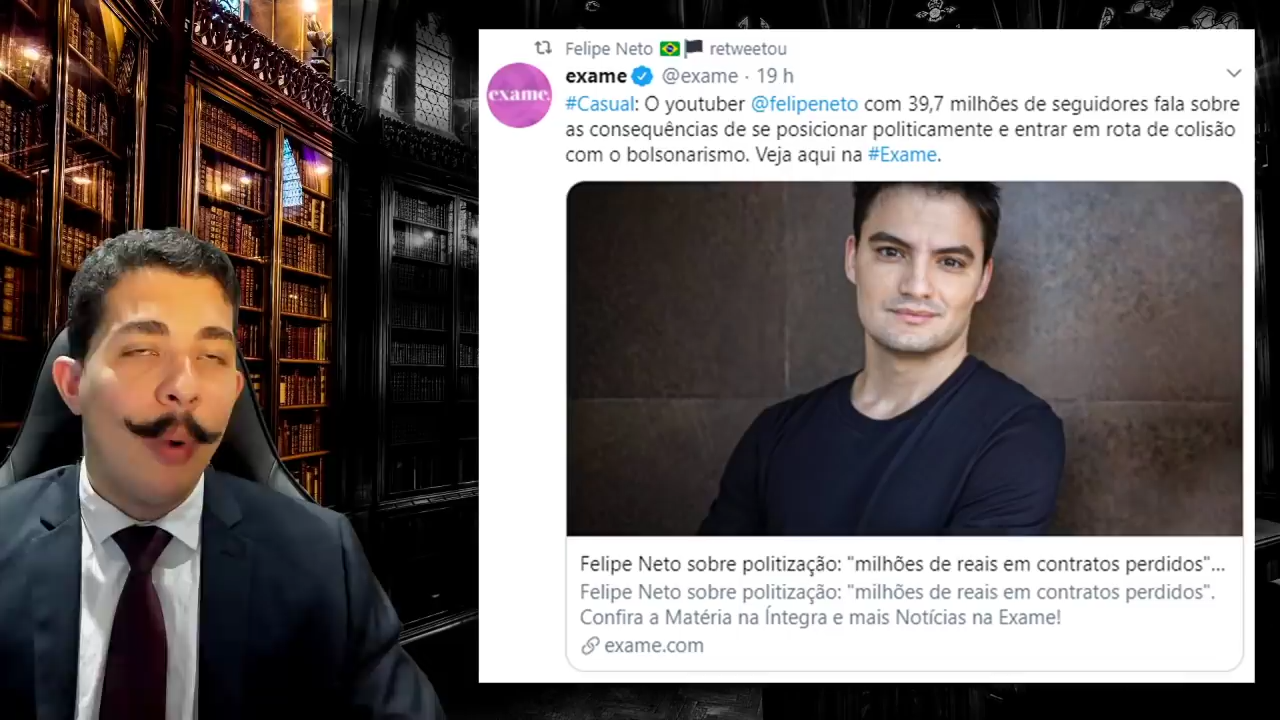 Felipe Neto 🇧🇷🏴 retweetou
exame @exame · 19 h
exame.
#Casual: O youtuber @felipeneto com 39,7 milhões de seguidores fala sobre
as consequências de se posicionar politicamente e entrar em rota de colisão
com o bolsonarismo. Veja aqui na #Exame.
Felipe Neto sobre politização: "milhões de reais em contratos perdidos"...
Felipe Neto sobre politização: "milhões de reais em contratos perdidos".
Confira a Matéria na Íntegra e mais Notícias na Exame!
exame.com